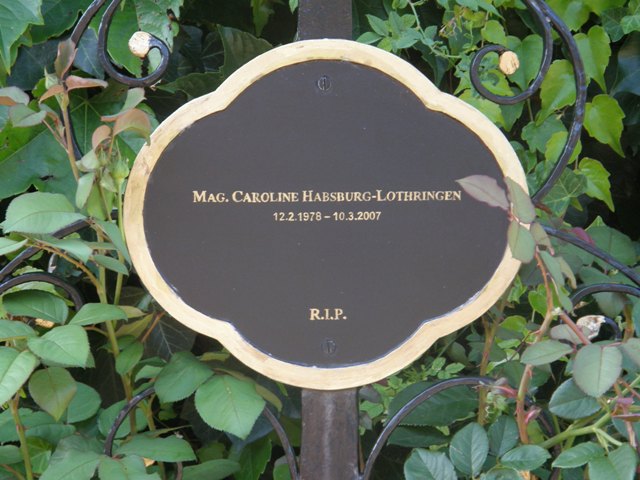 MAG. CAROLINE HABSBURG-LOTHRINGEN
12.2.1978 – 10.3.2007
R.I.P.